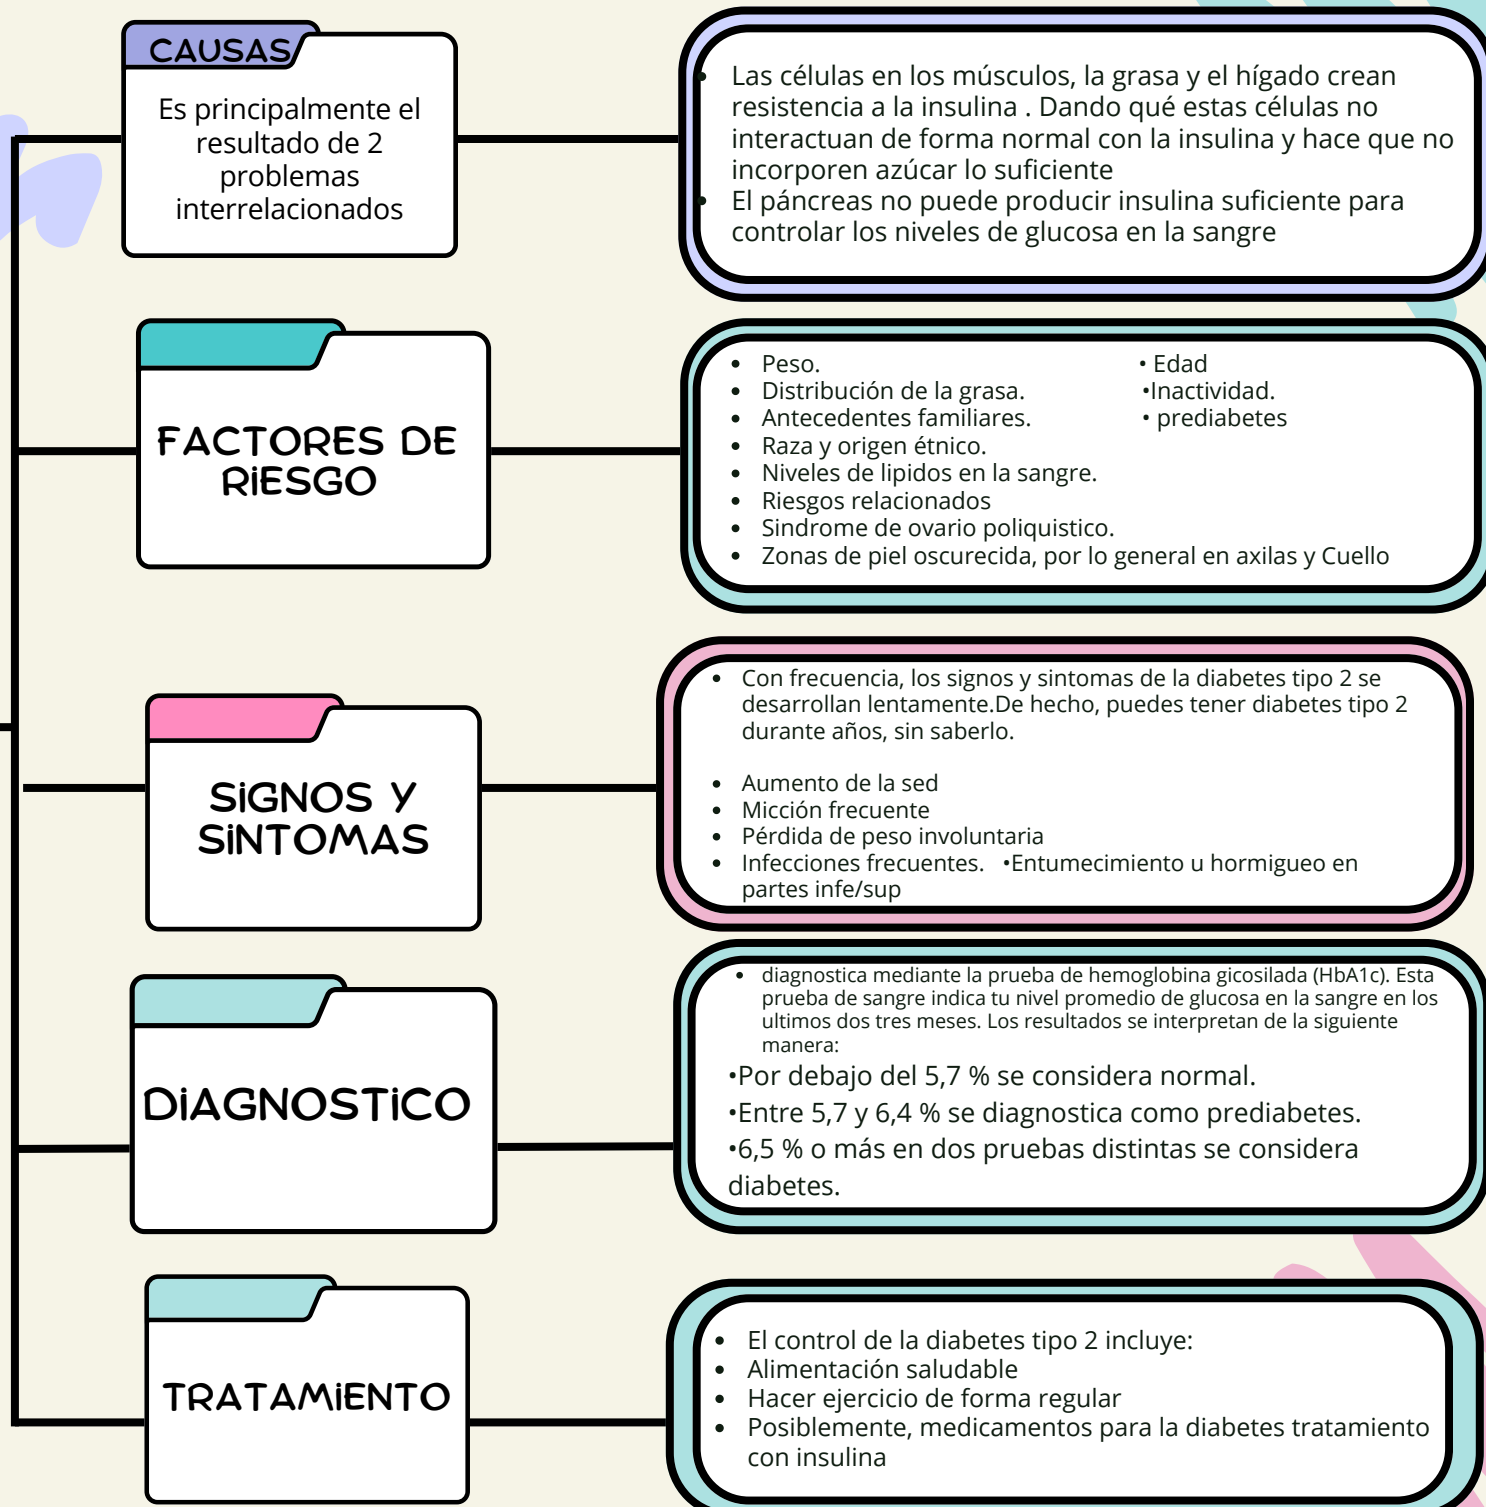 CAUSAS
Es principalmente el
resultado de 2
problemas
interrelacionados
• Las células en los músculos, la grasa y el hígado crean
resistencia a la insulina . Dando qué estas células no
interactuan de forma normal con la insulina y hace que no
incorporen azúcar lo suficiente
• El páncreas no puede producir insulina suficiente para
controlar los niveles de glucosa en la sangre
FACTORES DE
RIESGO
• Peso.
• Distribución de la grasa.
• Antecedentes familiares.
• Raza y origen étnico.
• Niveles de lipidos en la sangre.
• Riesgos relacionados
• Sindrome de ovario poliquistico.
• Zonas de piel oscurecida, por lo general en axilas y Cuello
• Edad
•Inactividad.
• prediabetes
SIGNOS Y
SINTOMAS
• Con frecuencia, los signos y sintomas de la diabetes tipo 2 se
desarrollan lentamente.De hecho, puedes tener diabetes tipo 2
durante años, sin saberlo.
• Aumento de la sed
• Micción frecuente
• Pérdida de peso involuntaria
• Infecciones frecuentes. •Entumecimiento u hormigueo en
partes infe/sup
DIAGNOSTICO
• diagnostica mediante la prueba de hemoglobina gicosilada (HbA1c). Esta
prueba de sangre indica tu nivel promedio de glucosa en la sangre en los
ultimos dos tres meses. Los resultados se interpretan de la siguiente
manera:
•Por debajo del 5,7 % se considera normal.
•Entre 5,7 y 6,4 % se diagnostica como prediabetes.
•6,5 % o más en dos pruebas distintas se considera
diabetes.
TRATAMIENTO
• El control de la diabetes tipo 2 incluye:
• Alimentación saludable
• Hacer ejercicio de forma regular
• Posiblemente, medicamentos para la diabetes tratamiento
con insulina